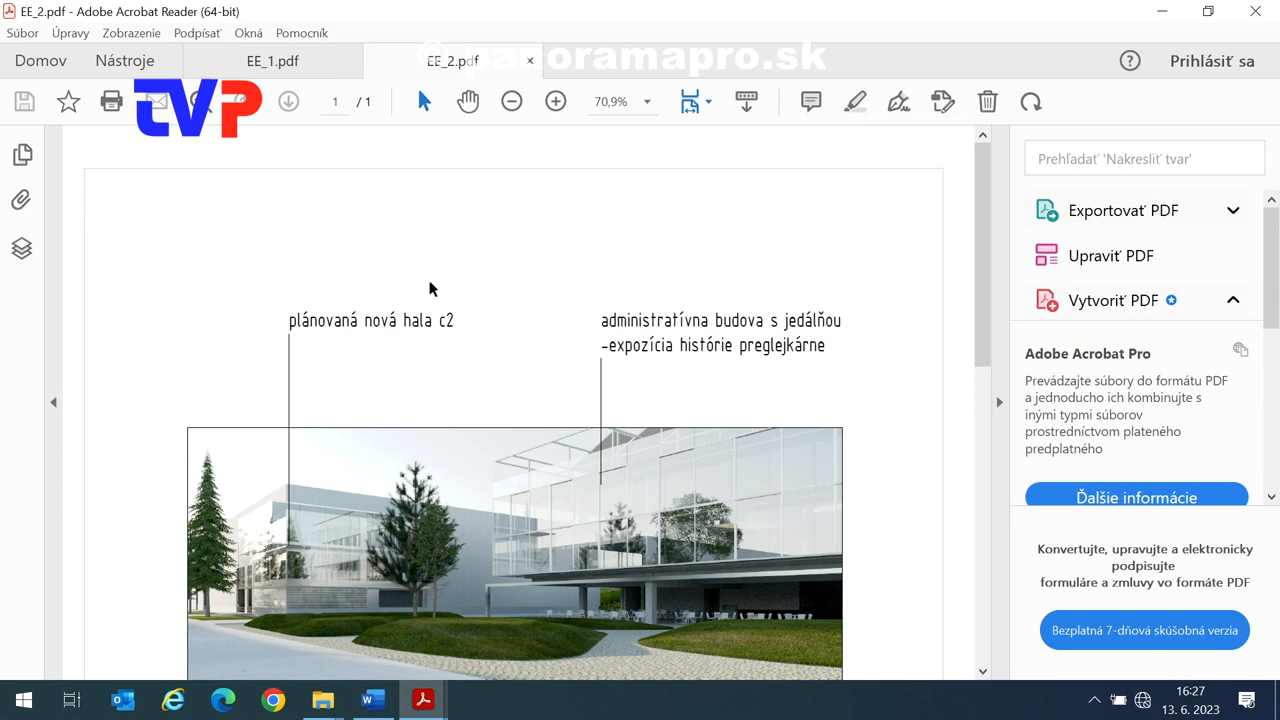 EE_2.pdf - Adobe Acrobat Reader (64-bit)
Súbor Úpravy Zobrazenie Podpísať Okná Pomocník
© panoramapro.sk
Domov Nástroje EE_1.pdf EE_2.pdf × Prihlásiť sa
tVP
1 / 1 70,9%
Prehľadať 'Nakresliť tvar'
Exportovať PDF
Upraviť PDF
Vytvoriť PDF
Adobe Acrobat Pro
Prevádzajte súbory do formátu PDF
a jednoducho ich kombinujte s
inými typmi súborov
prostredníctvom plateného
predplatného
Ďalšie informácie
Konvertujte, upravujte a elektronicky
podpisujte
formuláre a zmluvy vo formáte PDF
Bezplatná 7-dňová skúšobná verzia
plánovaná nová hala c2
administratívna budova s jedálňou
-expozícia histórie preglejkárne
16:27
13. 6. 2023